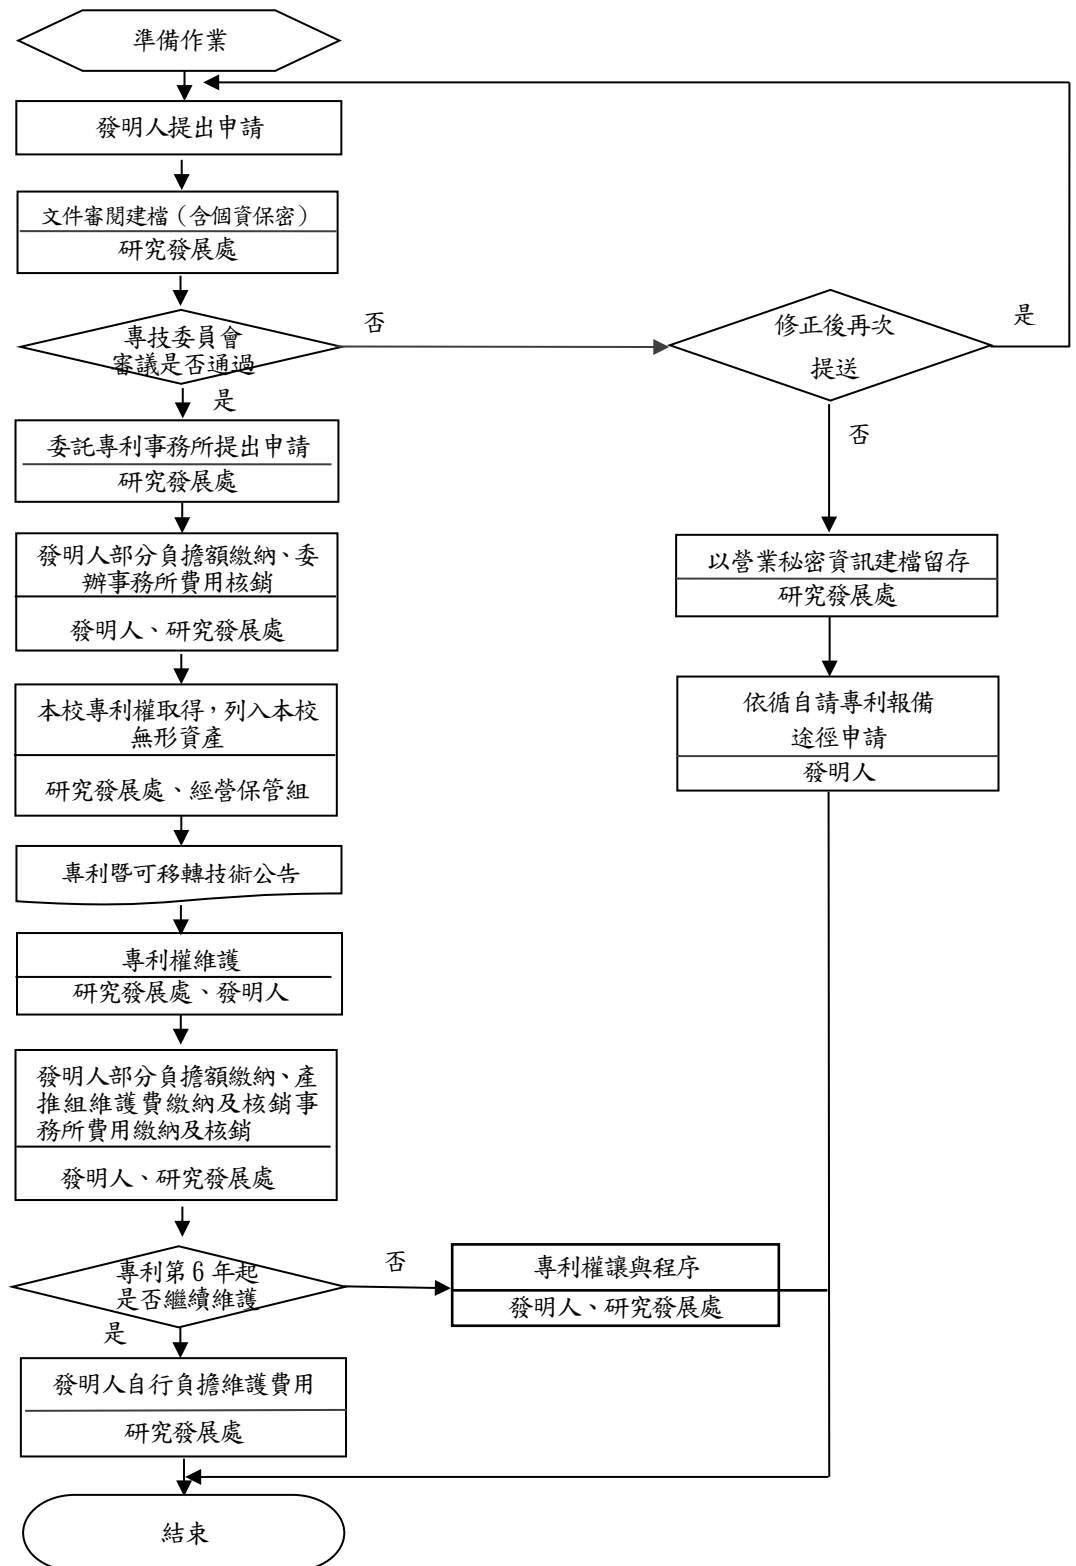 準備作業
發明人提出申請
文件審閱建檔（含個資保密）
研究發展處
專技委員會
審議是否通過
否
修正後再次
提送
是
是
委託專利事務所提出申請
研究發展處
否
發明人部分負擔額繳納、委
辦事務所費用核銷
發明人、研究發展處
以營業秘密資訊建檔留存
研究發展處
本校專利權取得，列入本校
無形資產
研究發展處、經營保管組
依循自請專利報備
途徑申請
發明人
專利暨可移轉技術公告
專利權維護
研究發展處、發明人
發明人部分負擔額繳納、產
推組維護費繳納及核銷事
務所費用繳納及核銷
發明人、研究發展處
專利第 6 年起
是否繼續維護
否
專利權讓與程序
發明人、研究發展處
是
發明人自行負擔維護費用
研究發展處
結束